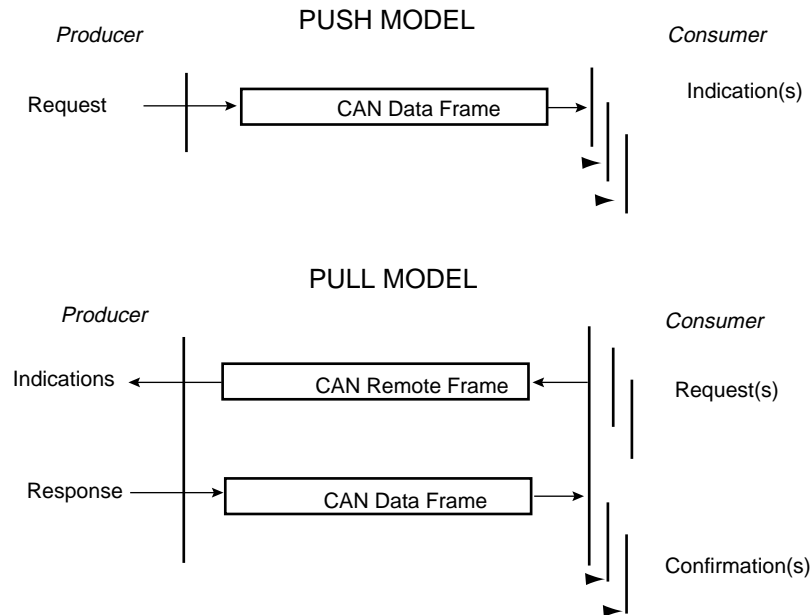 PUSH MODEL
Producer
Consumer
Request
CAN Data Frame
Indication(s)
PULL MODEL
Producer
Consumer
Indications
CAN Remote Frame
Request(s)
Response
CAN Data Frame
Confirmation(s)